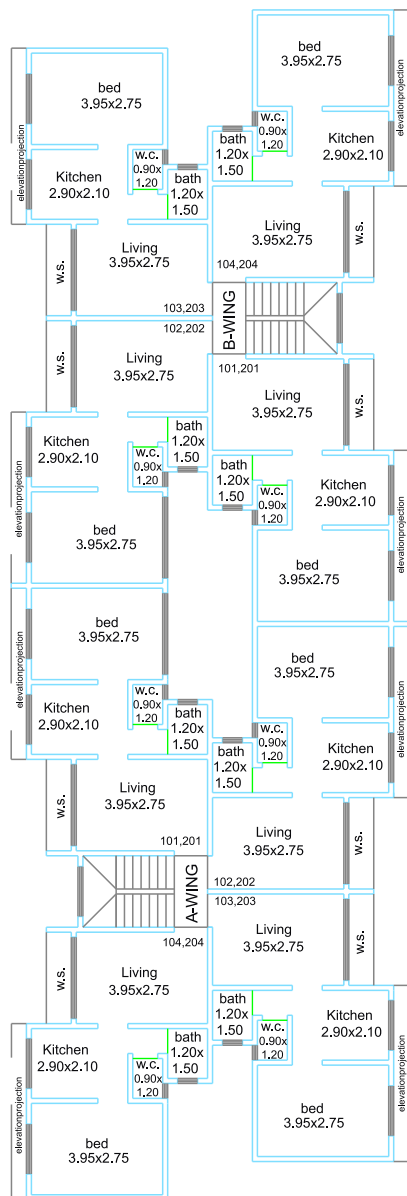 bed
3.95x2.75
elevationprojection
Kitchen
2.90x2.10
w.c.
0.90x
1.20
bath
1.20x
1.50
Living
3.95x2.75
w.s.
103,203
bed
3.95x2.75
elevationprojection
Kitchen
2.90x2.10
w.c.
0.90x
1.20
bath
1.20x
1.50
Living
3.95x2.75
w.s.
104,204
B-WING
102,202
Living
3.95x2.75
w.s.
Kitchen
2.90x2.10
bath
1.20x
1.50
w.c.
0.90x
1.20
elevationprojection
bed
3.95x2.75
101,201
Living
3.95x2.75
w.s.
bath
1.20x
1.50
w.c.
0.90x
1.20
Kitchen
2.90x2.10
elevationprojection
bed
3.95x2.75
bed
3.95x2.75
elevationprojection
Kitchen
2.90x2.10
w.c.
0.90x
1.20
bath
1.20x
1.50
Living
3.95x2.75
w.s.
101,201
bed
3.95x2.75
elevationprojection
w.c.
0.90x
1.20
Kitchen
2.90x2.10
bath
1.20x
1.50
Living
3.95x2.75
w.s.
102,202
A-WING
104,204
Living
3.95x2.75
w.s.
Kitchen
2.90x2.10
bath
1.20x
1.50
w.c.
0.90x
1.20
elevationprojection
bed
3.95x2.75
103,203
Living
3.95x2.75
w.s.
bath
1.20x
1.50
w.c.
0.90x
1.20
Kitchen
2.90x2.10
elevationprojection
bed
3.95x2.75